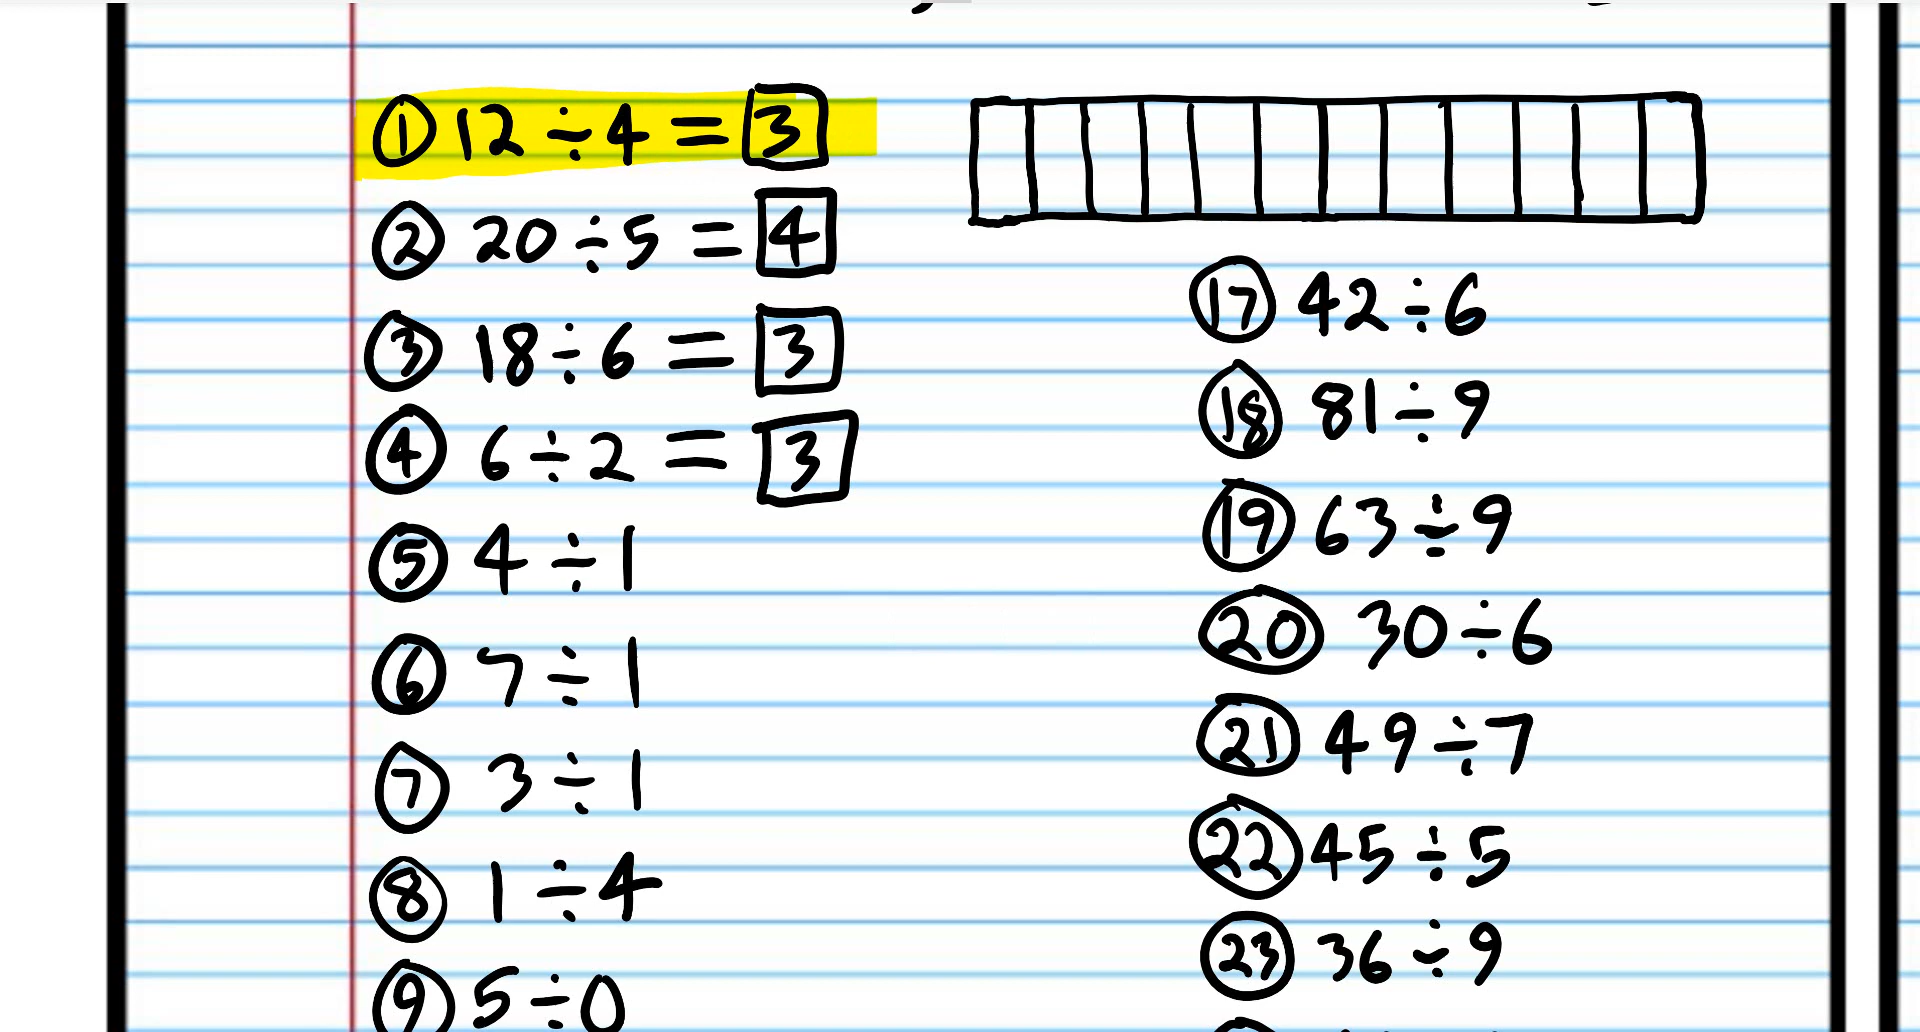 ① 12 ÷ 4 = 3
② 20 ÷ 5 = 4
③ 18 ÷ 6 = 3
④ 6 ÷ 2 = 3
⑤ 4 ÷ 1
⑥ 7 ÷ 1
⑦ 3 ÷ 1
⑧ 1 ÷ 4
⑨ 5 ÷ 0
⑰ 42 ÷ 6
⑱ 81 ÷ 9
⑲ 63 ÷ 9
⑳ 30 ÷ 6
㉑ 49 ÷ 7
㉒ 45 ÷ 5
㉓ 36 ÷ 9